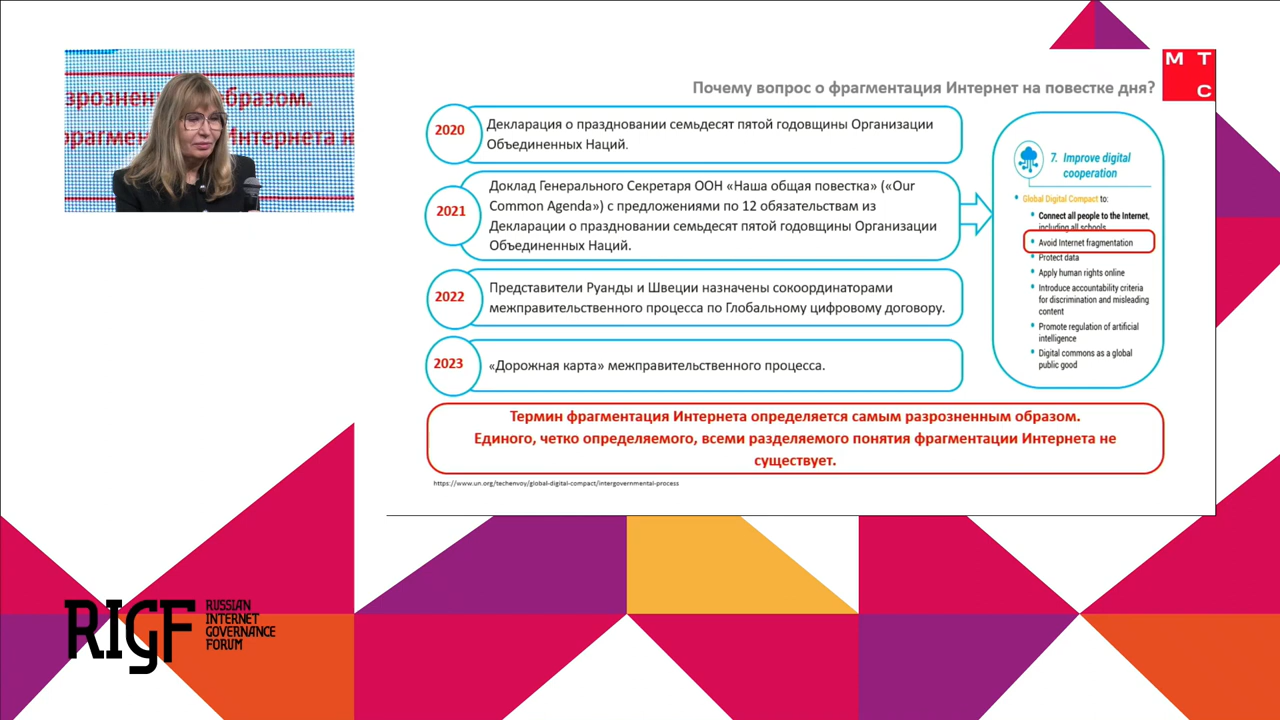 зрознен
бразом.
фрагмен
Интернета н
М Т
С
Почему вопрос о фрагментация Интернет на повестке дня?
2020
Декларация о праздновании семьдесят пятой годовщины Организации
Объединенных Наций.
2021
Доклад Генерального Секретаря ООН «Наша общая повестка» («Our
Common Agenda») с предложениями по 12 обязательствам из
Декларации о праздновании семьдесят пятой годовщины Организации
Объединенных Наций.
2022
Представители Руанды и Швеции назначены сокоординаторами
межправительственного процесса по Глобальному цифровому договору.
2023
«Дорожная карта» межправительственного процесса.
7. Improve digital
cooperation
• Global Digital Compact to:
• Connect all people to the Internet,
including all schools
• Avoid Internet fragmentation
• Protect data
• Apply human rights online
• Introduce accountability criteria
for discrimination and misleading
content
• Promote regulation of artificial
intelligence
• Digital commons as a global
public good
Термин фрагментация Интернета определяется самым разрозненным образом.
Единого, четко определяемого, всеми разделяемого понятия фрагментации Интернета не
существует.
https://www.un.org/techenvoy/global-digital-compact/intergovernmental-process
RIGF
RUSSIAN
INTERNET
GOVERNANCE
FORUM